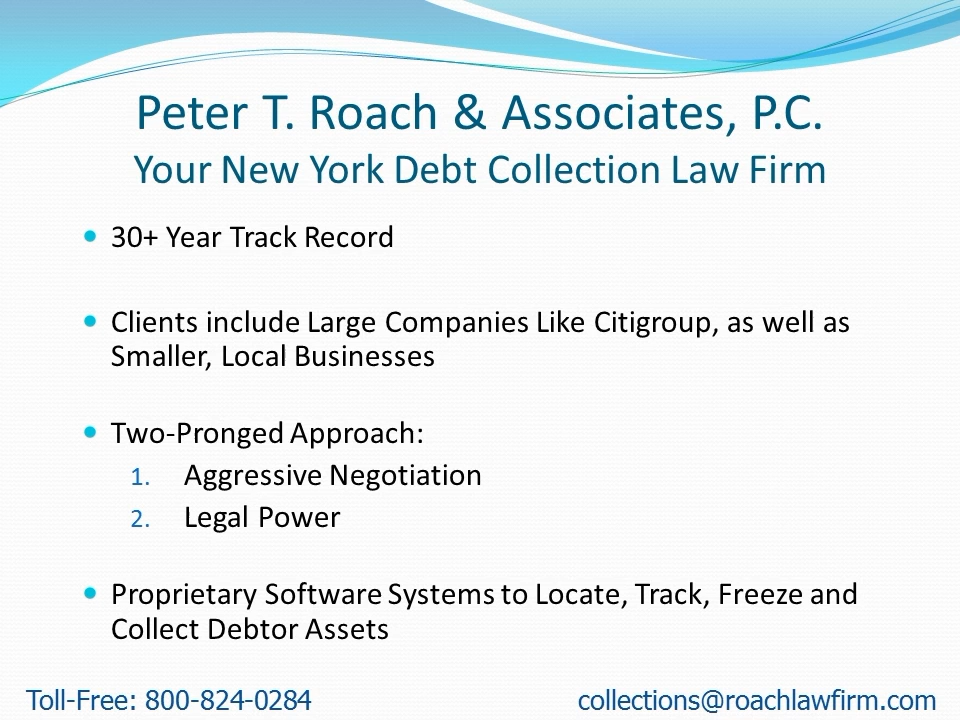 Peter T. Roach & Associates, P.C.
Your New York Debt Collection Law Firm
• 30+ Year Track Record
• Clients include Large Companies Like Citigroup, as well as
Smaller, Local Businesses
• Two-Pronged Approach:
1. Aggressive Negotiation
2. Legal Power
• Proprietary Software Systems to Locate, Track, Freeze and
Collect Debtor Assets
Toll-Free: 800-824-0284 collections@roachlawfirm.com